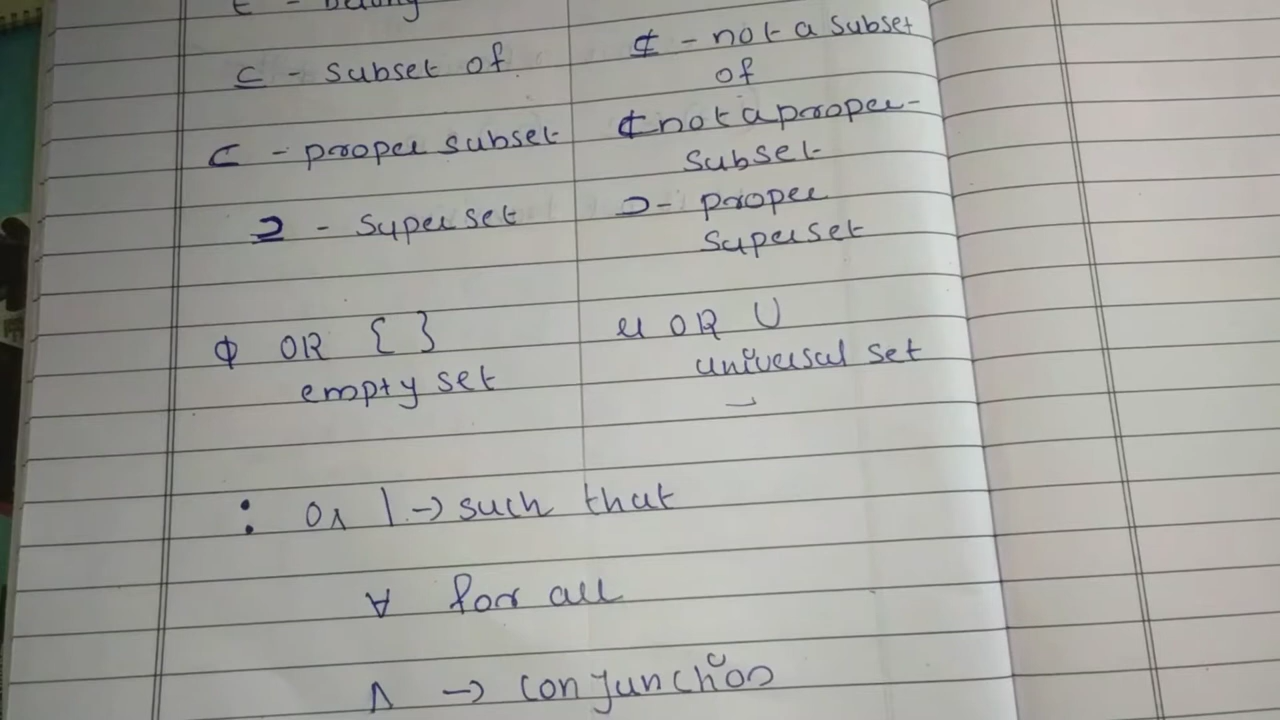 ∈ - Belong
⊆ - subset of
⊄ - not a subset
of
⊂ - proper subset
⊄ not a proper-
subset
⊇ - Superset
⊃ - proper
superset
Φ OR { }
empty set
μ OR U
universal set
: or | → such that
∀ for all
∧ → conjunction